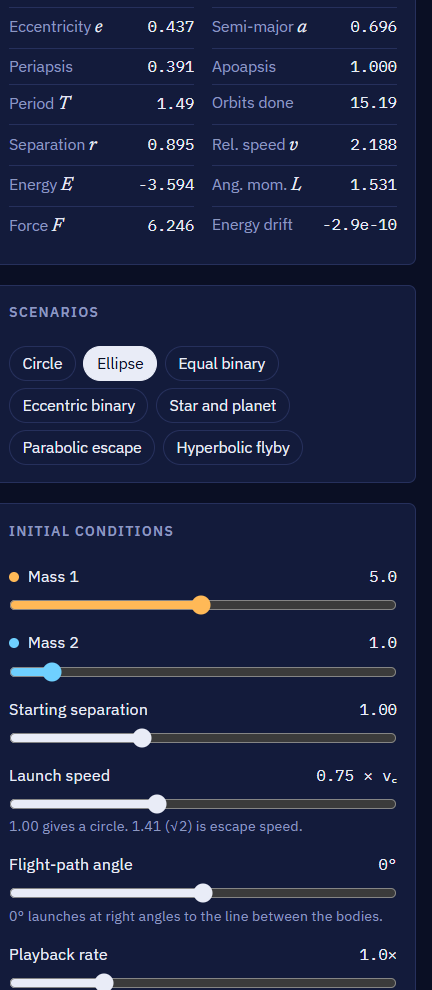 Eccentricity e 0.437 Semi-major a 0.696
Periapsis 0.391 Apoapsis 1.000
Period T 1.49 Orbits done 15.19
Separation r 0.895 Rel. speed v 2.188
Energy E -3.594 Ang. mom. L 1.531
Force F 6.246 Energy drift -2.9e-10
SCENARIOS
Circle Ellipse Equal binary
Eccentric binary Star and planet
Parabolic escape Hyperbolic flyby
INITIAL CONDITIONS
Mass 1 5.0
Mass 2 1.0
Starting separation 1.00
Launch speed 0.75 × v꜀
1.00 gives a circle. 1.41 (√2) is escape speed.
Flight-path angle 0°
0° launches at right angles to the line between the bodies.
Playback rate 1.0×